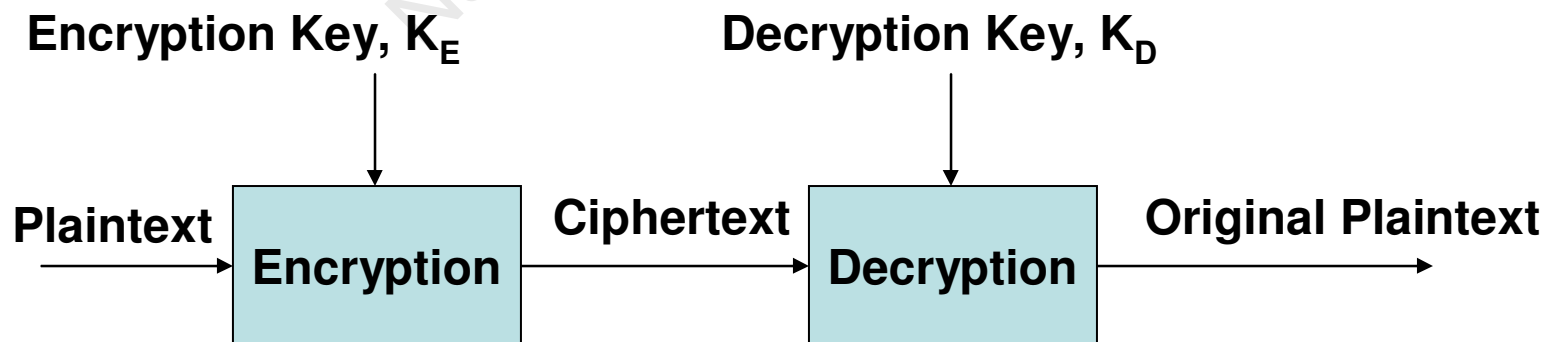 Encryption Key, KE
Decryption Key, KD
Plaintext
Encryption
Ciphertext
Decryption
Original Plaintext